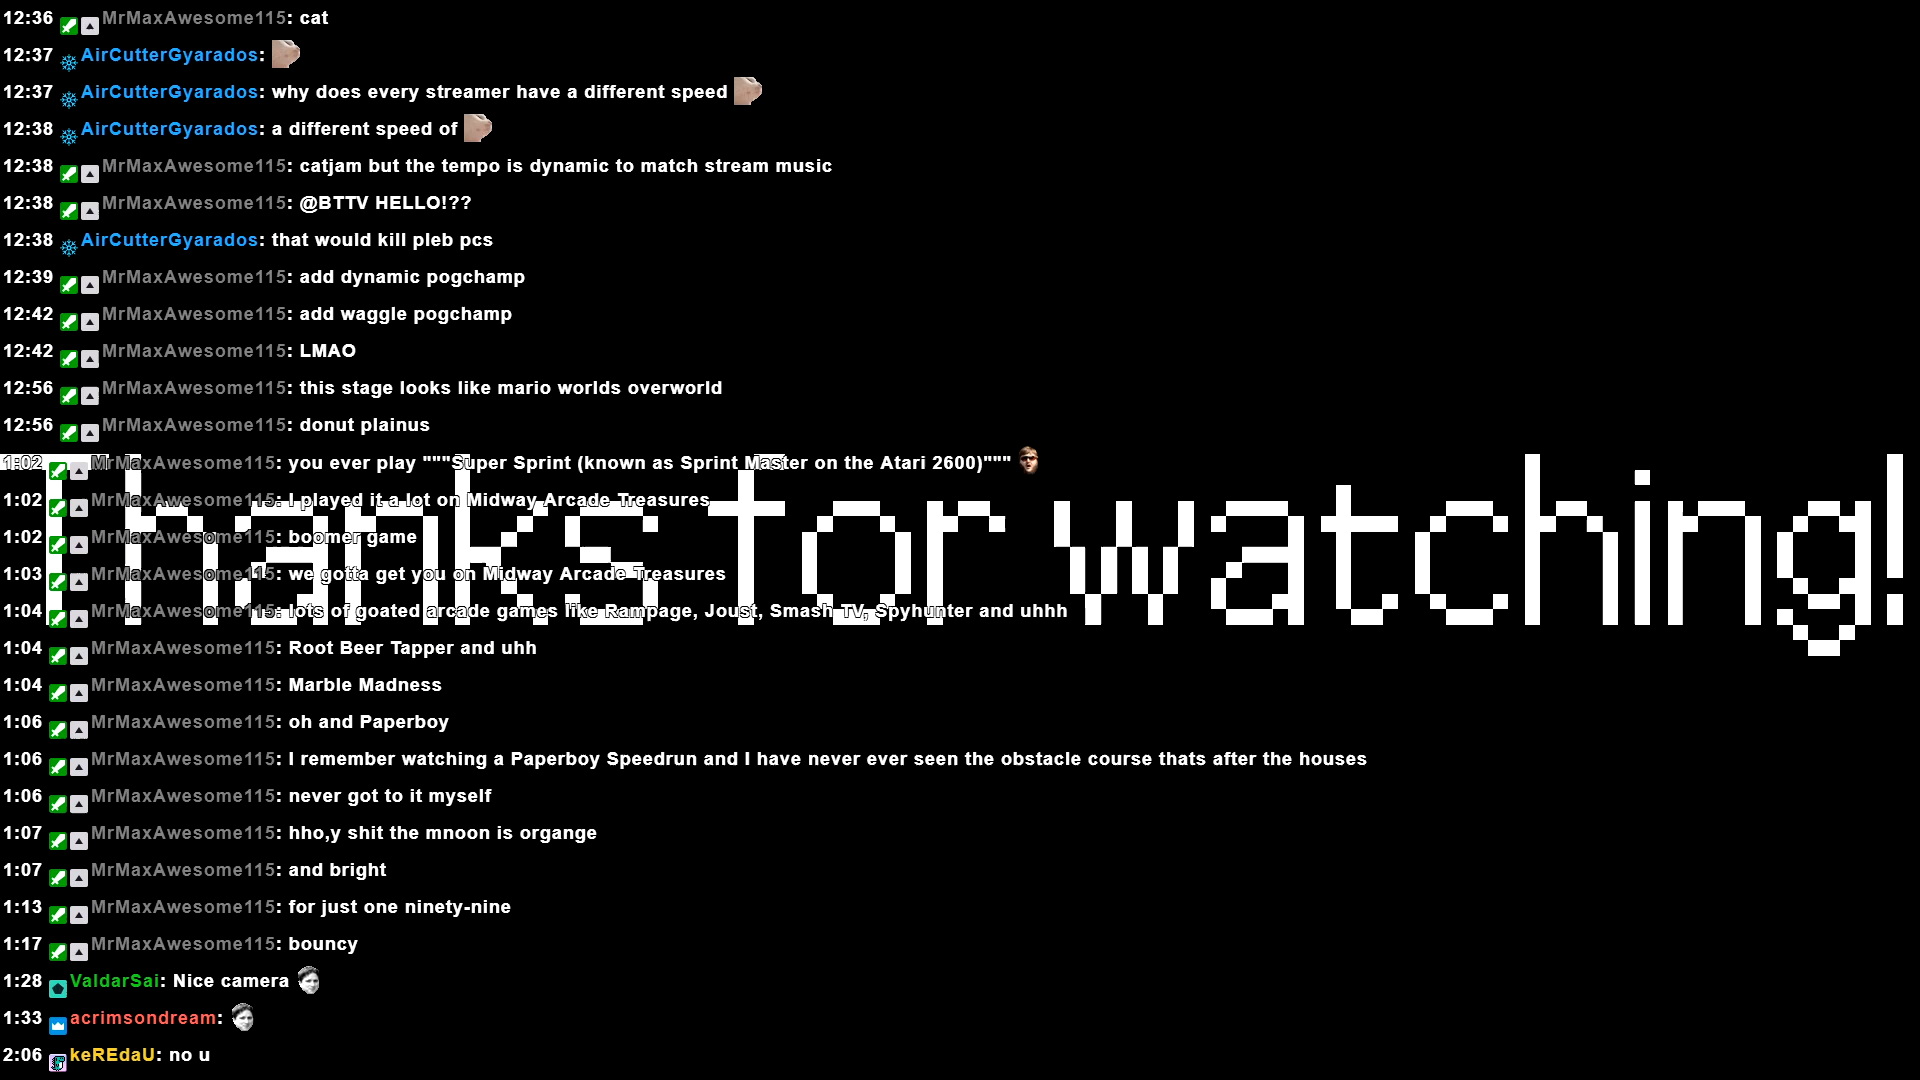 12:36 MrMaxAwesome115: cat
12:37 AirCutterGyarados:
12:37 AirCutterGyarados: why does every streamer have a different speed
12:38 AirCutterGyarados: a different speed of
12:38 MrMaxAwesome115: catjam but the tempo is dynamic to match stream music
12:38 MrMaxAwesome115: @BTTV HELLO!??
12:38 AirCutterGyarados: that would kill pleb pcs
12:39 MrMaxAwesome115: add dynamic pogchamp
12:42 MrMaxAwesome115: add waggle pogchamp
12:42 MrMaxAwesome115: LMAO
12:56 MrMaxAwesome115: this stage looks like mario worlds overworld
12:56 MrMaxAwesome115: donut plainus
1:02 MrMaxAwesome115: you ever play """Super Sprint (known as Sprint Master on the Atari 2600)"""
Thanks for watching!
1:02 MrMaxAwesome115: I played it a lot on Midway Arcade Treasures
1:02 MrMaxAwesome115: boomer game
1:03 MrMaxAwesome115: we gotta get you on Midway Arcade Treasures
1:04 MrMaxAwesome115: lots of goated arcade games like Rampage, Joust, Smash TV, Spyhunter and uhhh
1:04 MrMaxAwesome115: Root Beer Tapper and uhh
1:04 MrMaxAwesome115: Marble Madness
1:06 MrMaxAwesome115: oh and Paperboy
1:06 MrMaxAwesome115: I remember watching a Paperboy Speedrun and I have never ever seen the obstacle course thats after the houses
1:06 MrMaxAwesome115: never got to it myself
1:07 MrMaxAwesome115: hho,y shit the mnoon is organge
1:07 MrMaxAwesome115: and bright
1:13 MrMaxAwesome115: for just one ninety-nine
1:17 MrMaxAwesome115: bouncy
1:28 ValdarSai: Nice camera
1:33 acrimsondream:
2:06 keREdaU: no u